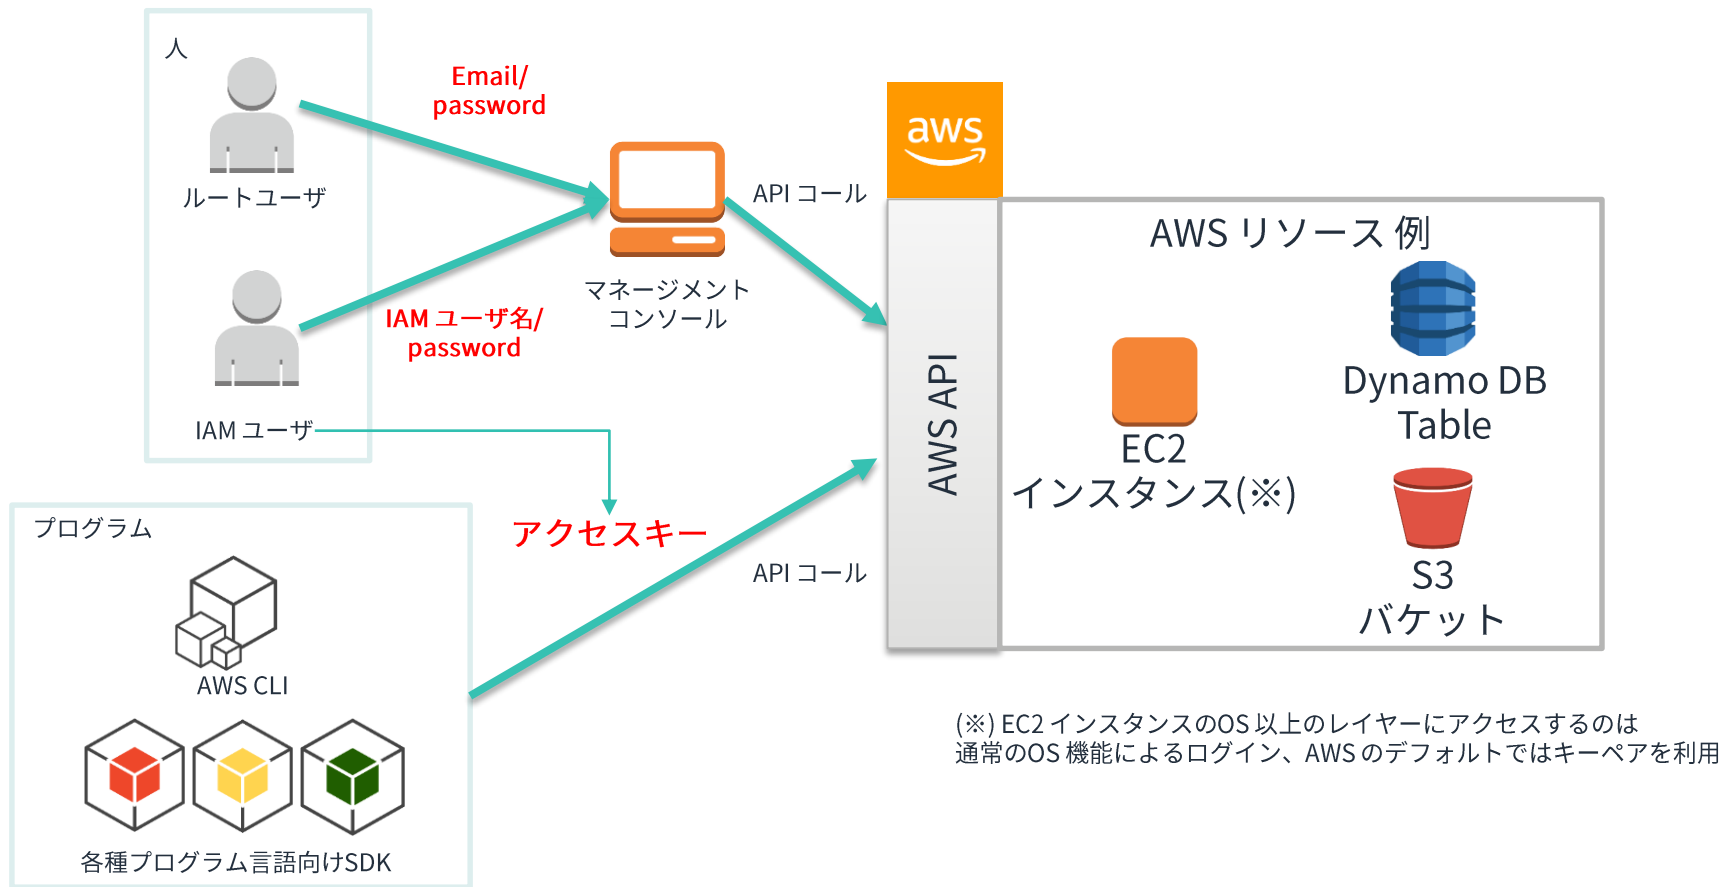 人
ルートユーザ
IAM ユーザ
Email/
password
IAM ユーザ名/
password
マネージメント
コンソール
API コール
aws
AWS API
AWS リソース 例
EC2
インスタンス(※)
Dynamo DB
Table
S3
バケット
アクセスキー
API コール
プログラム
AWS CLI
各種プログラム言語向けSDK
(※) EC2 インスタンスのOS 以上のレイヤーにアクセスするのは
通常のOS 機能によるログイン、AWS のデフォルトではキーペアを利用